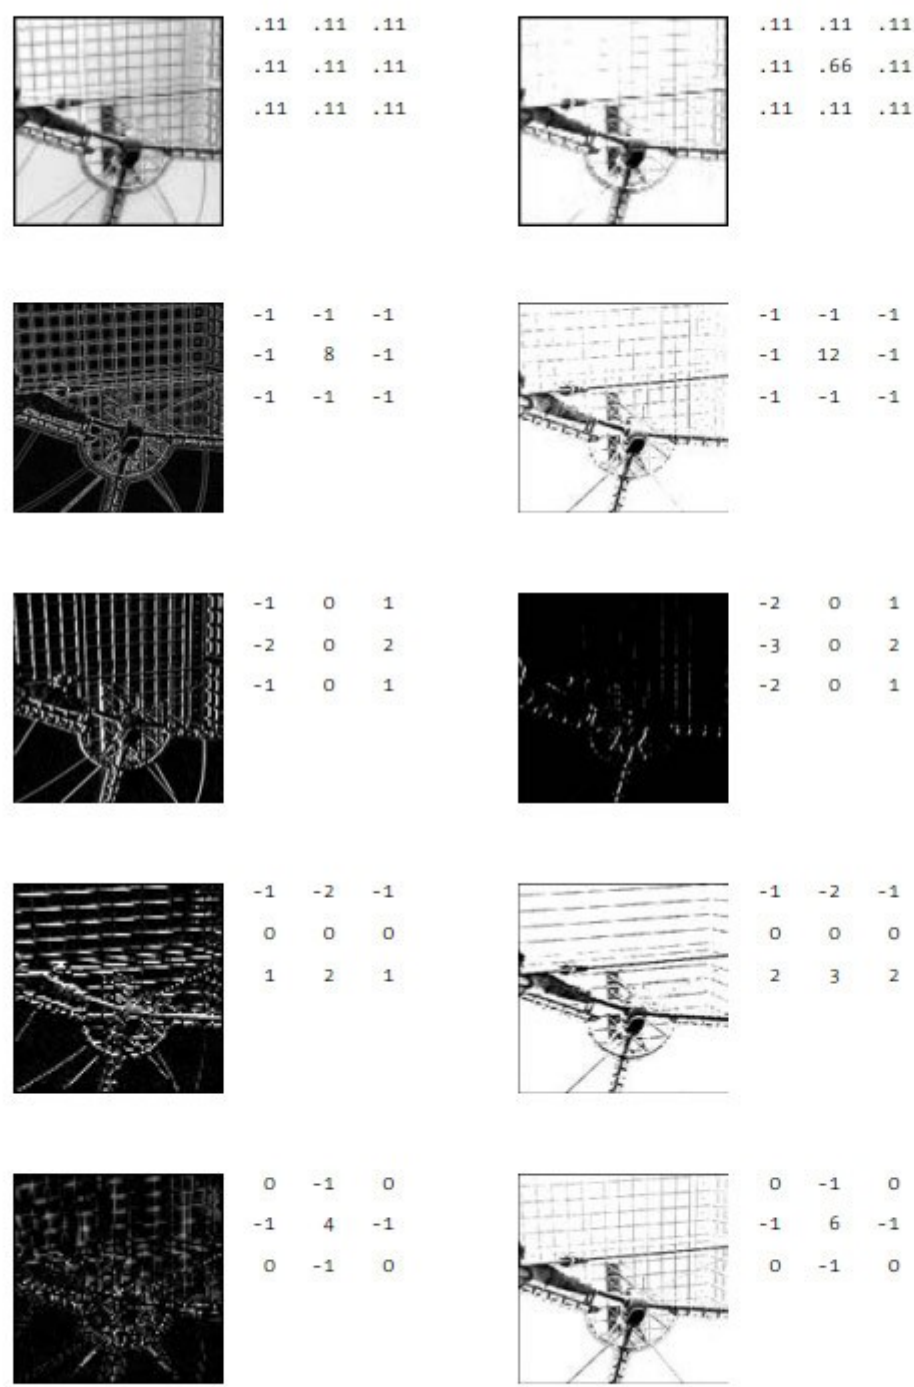 .11 .11 .11 .11 .11 .11
.11 .11 .11 .11 .66 .11
.11 .11 .11 .11 .11 .11
-1 -1 -1 -1 -1 -1
-1 8 -1 -1 12 -1
-1 -1 -1 -1 -1 -1
-1 0 1 -2 0 1
-2 0 2 -3 0 2
-1 0 1 -2 0 1
-1 -2 -1 -1 -2 -1
0 0 0 0 0 0
1 2 1 2 3 2
0 -1 0 0 -1 0
-1 4 -1 -1 6 -1
0 -1 0 0 -1 0